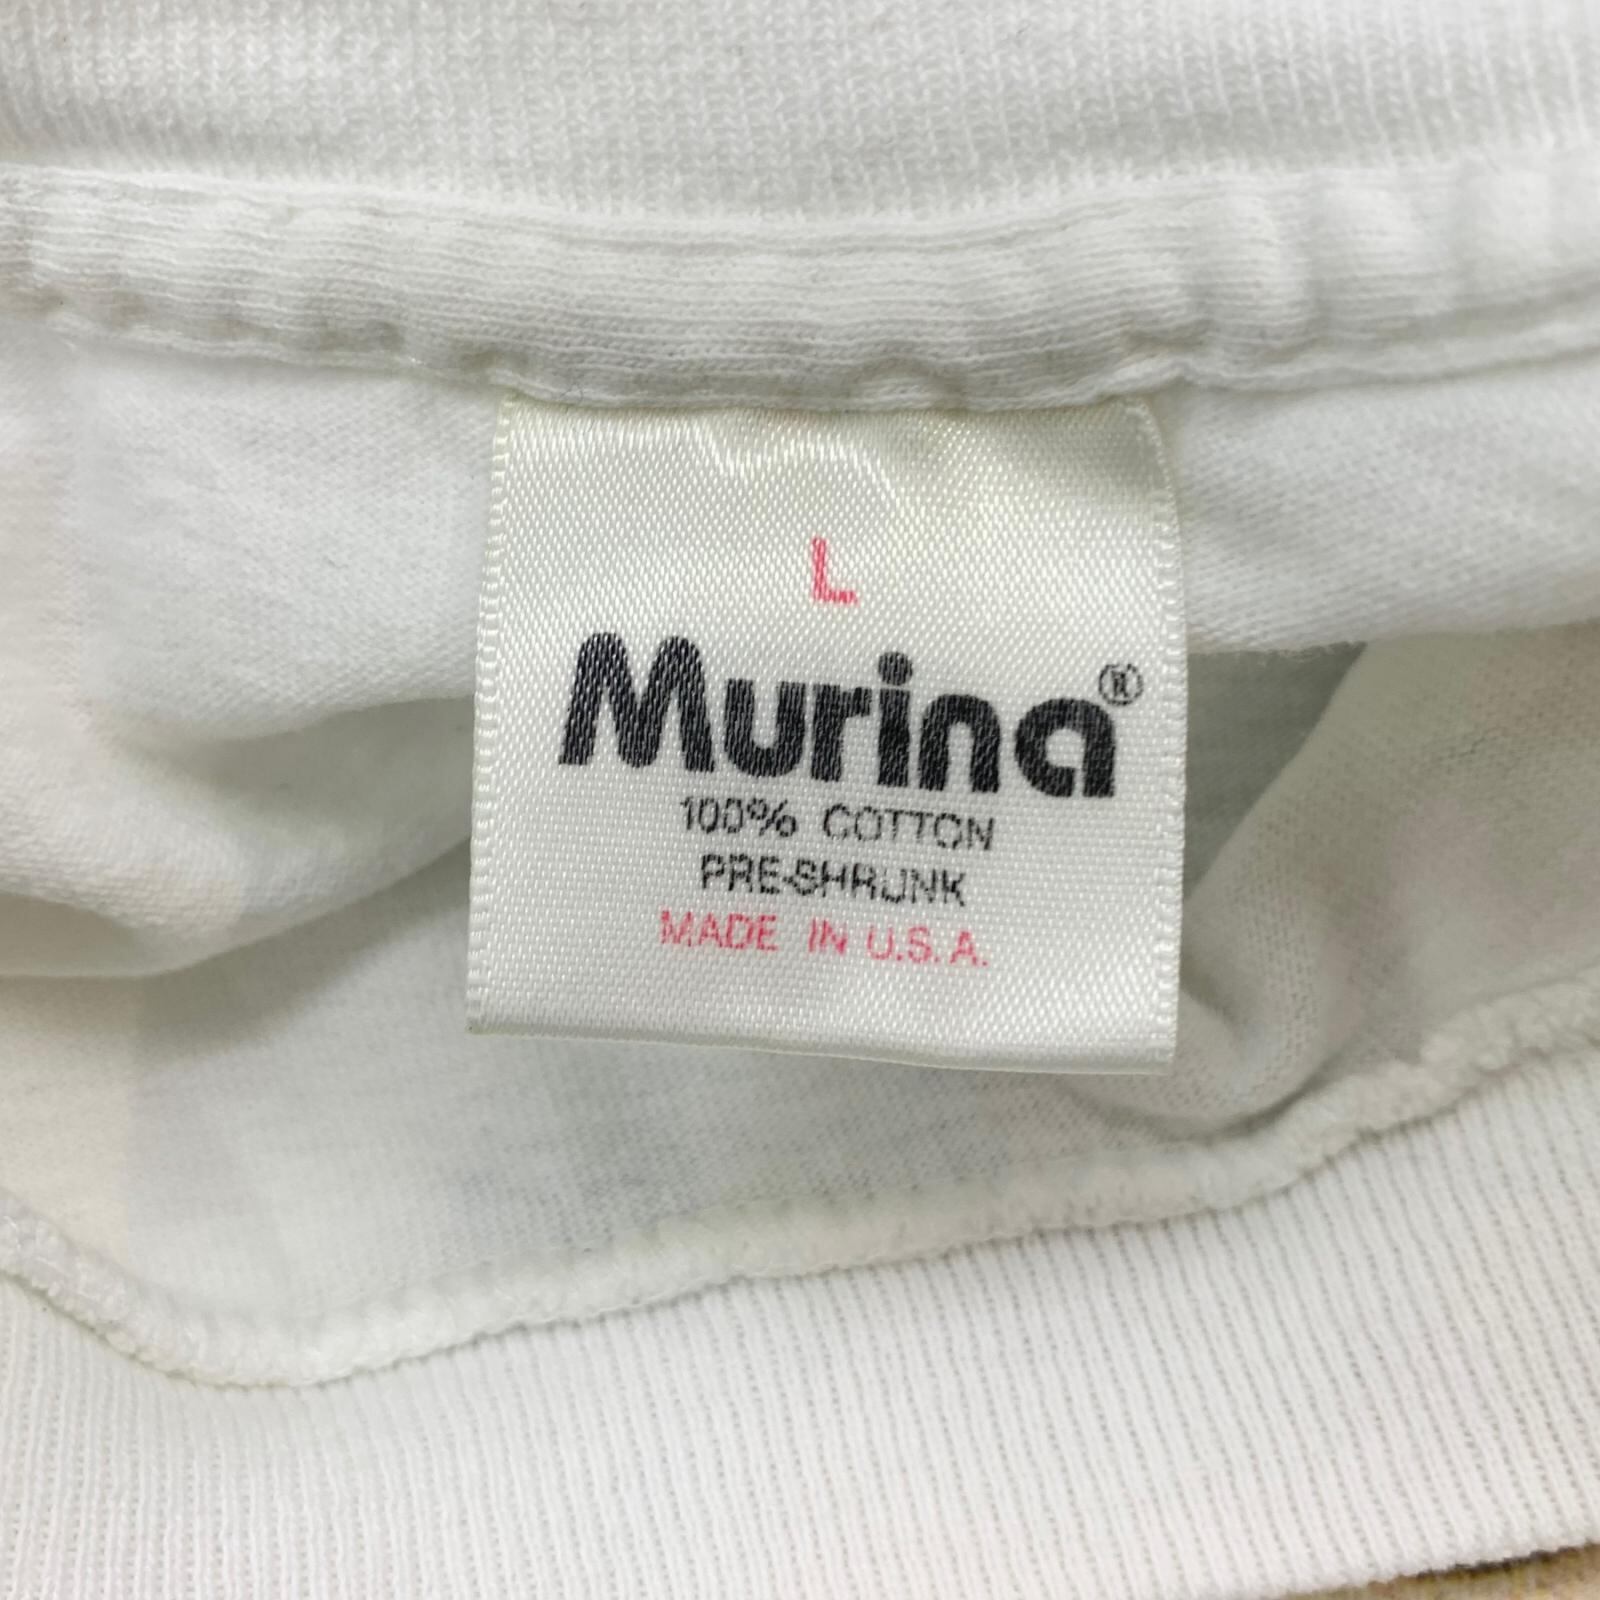 L
Murina®
100% COTTON
PRE-SHRUNK
MADE IN U.S.A.